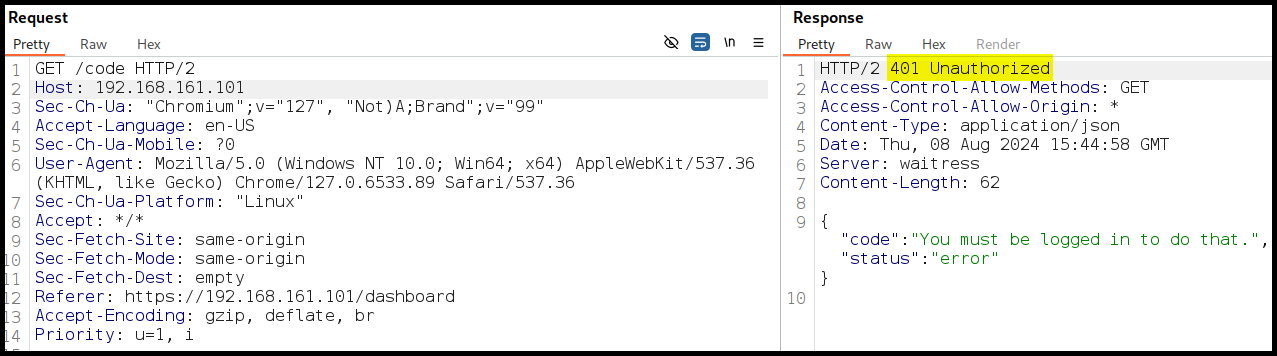 Request
Pretty Raw Hex \n
1 GET /code HTTP/2
2 Host: 192.168.161.101
3 Sec-Ch-Ua: "Chromium";v="127", "Not)A;Brand";v="99"
4 Accept-Language: en-US
5 Sec-Ch-Ua-Mobile: ?0
6 User-Agent: Mozilla/5.0 (Windows NT 10.0; Win64; x64) AppleWebKit/537.36
(KHTML, like Gecko) Chrome/127.0.6533.89 Safari/537.36
7 Sec-Ch-Ua-Platform: "Linux"
8 Accept: */*
9 Sec-Fetch-Site: same-origin
10 Sec-Fetch-Mode: same-origin
11 Sec-Fetch-Dest: empty
12 Referer: https://192.168.161.101/dashboard
13 Accept-Encoding: gzip, deflate, br
14 Priority: u=1, i
Response
Pretty Raw Hex Render
1 HTTP/2 401 Unauthorized
2 Access-Control-Allow-Methods: GET
3 Access-Control-Allow-Origin: *
4 Content-Type: application/json
5 Date: Thu, 08 Aug 2024 15:44:58 GMT
6 Server: waitress
7 Content-Length: 62
8
9 {
"code":"You must be logged in to do that.",
"status":"error"
}
10